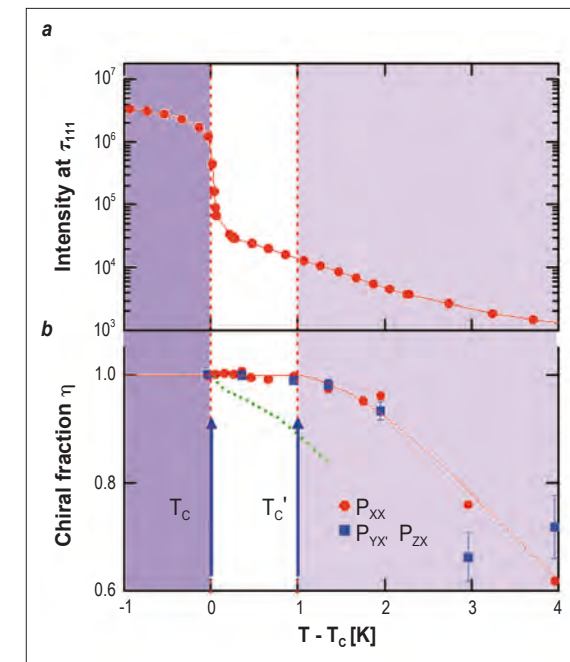 a
10⁷
10⁶
10⁵
10⁴
10³
Intensity at τ₁₁₁
b
1.0
0.8
0.6
Chiral fraction η
T_C
T_C'
P_XX
P_YX, P_ZX
-1 0 1 2 3 4
T - T_C [K]